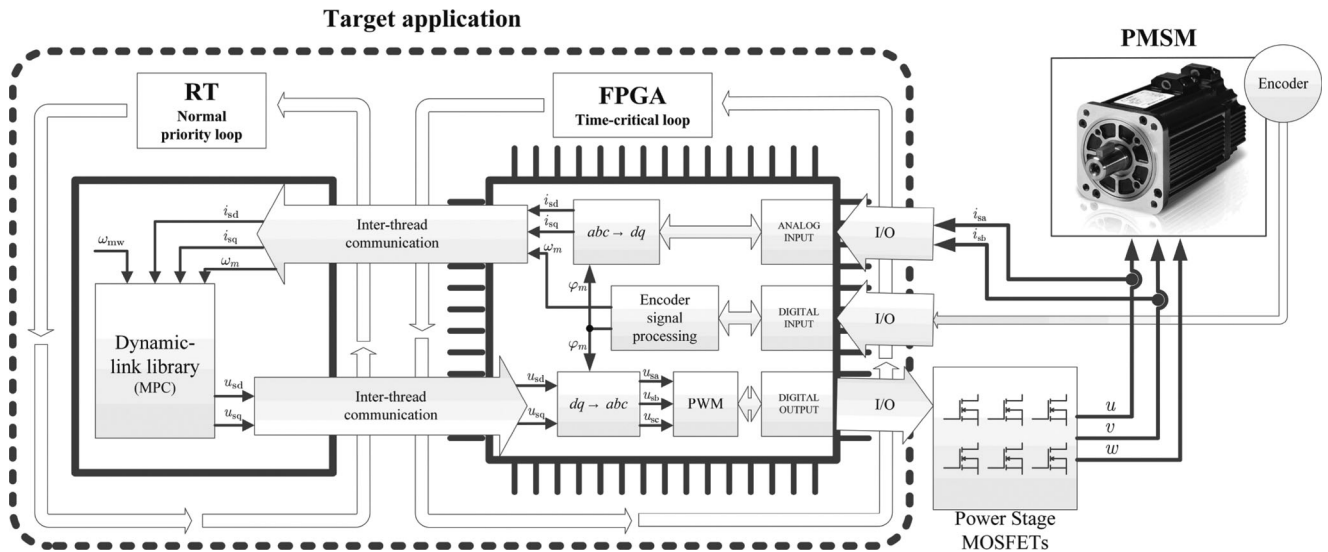 Target application
PMSM
Encoder
RT
Normal
priority loop
FPGA
Time-critical loop
i_sd
i_sq
ω_mw
ω_m
Inter-thread
communication
i_sd
i_sq
ω_m
abc → dq
ANALOG
INPUT
I/O
i_sa
i_sb
φ_m
Encoder
signal
processing
DIGITAL
INPUT
I/O
φ_m
Dynamic-
link library
(MPC)
u_sd
u_sq
Inter-thread
communication
u_sd
u_sq
dq → abc
u_sa
u_sb
u_sc
PWM
DIGITAL
OUTPUT
I/O
u
v
w
Power Stage
MOSFETs